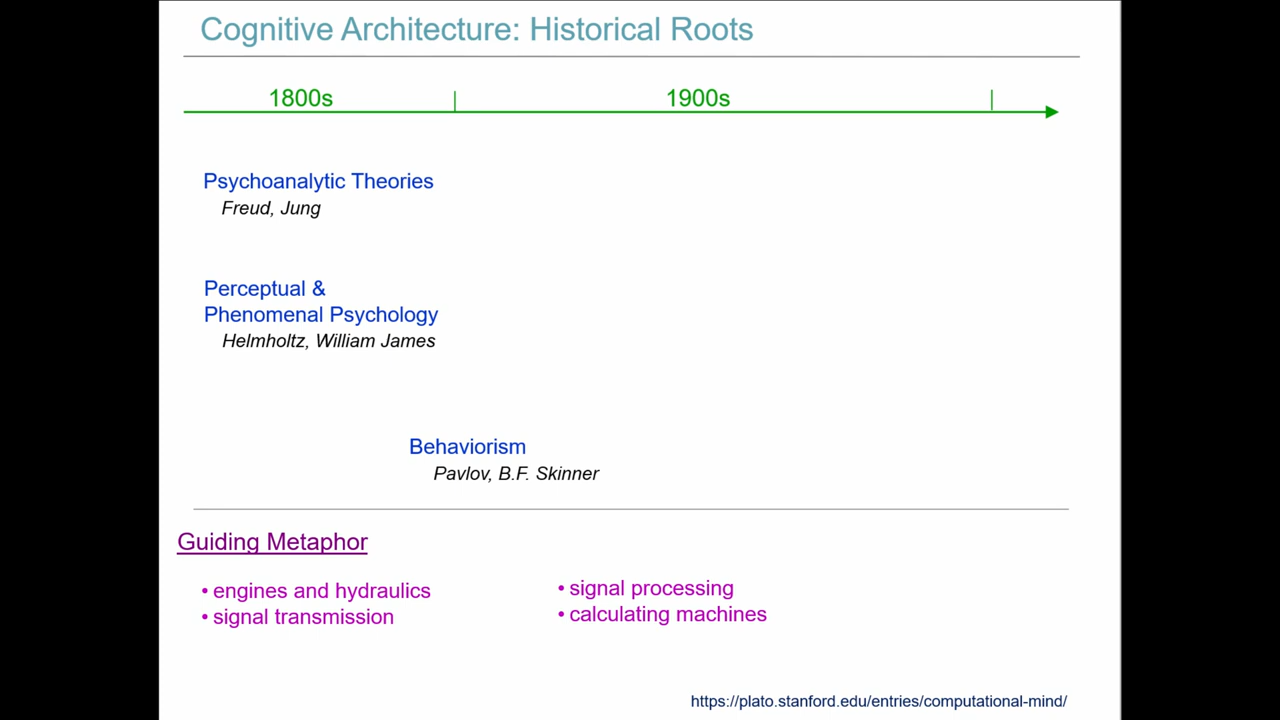 Cognitive Architecture: Historical Roots
1800s
1900s
Psychoanalytic Theories
Freud, Jung
Perceptual &
Phenomenal Psychology
Helmholtz, William James
Behaviorism
Pavlov, B.F. Skinner
Guiding Metaphor
• engines and hydraulics
• signal transmission
• signal processing
• calculating machines
https://plato.stanford.edu/entries/computational-mind/